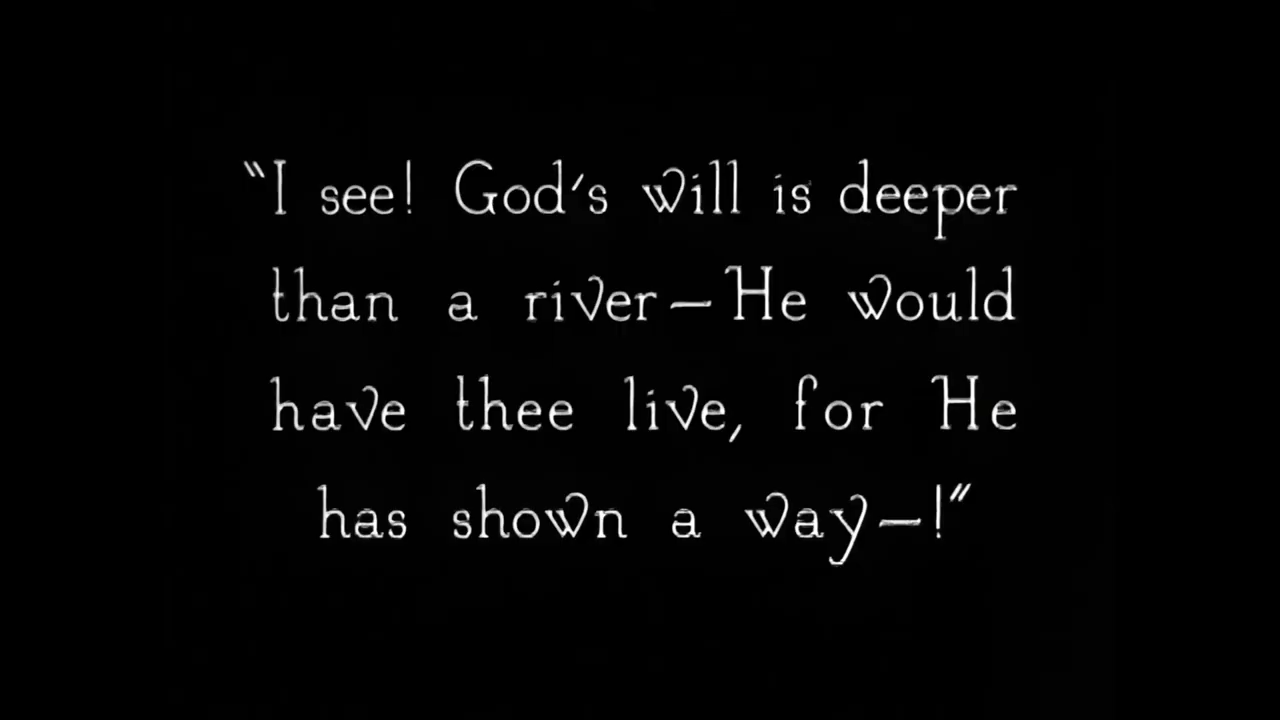 "I see! God's will is deeper
than a river—He would
have thee live, for He
has shown a way—!"